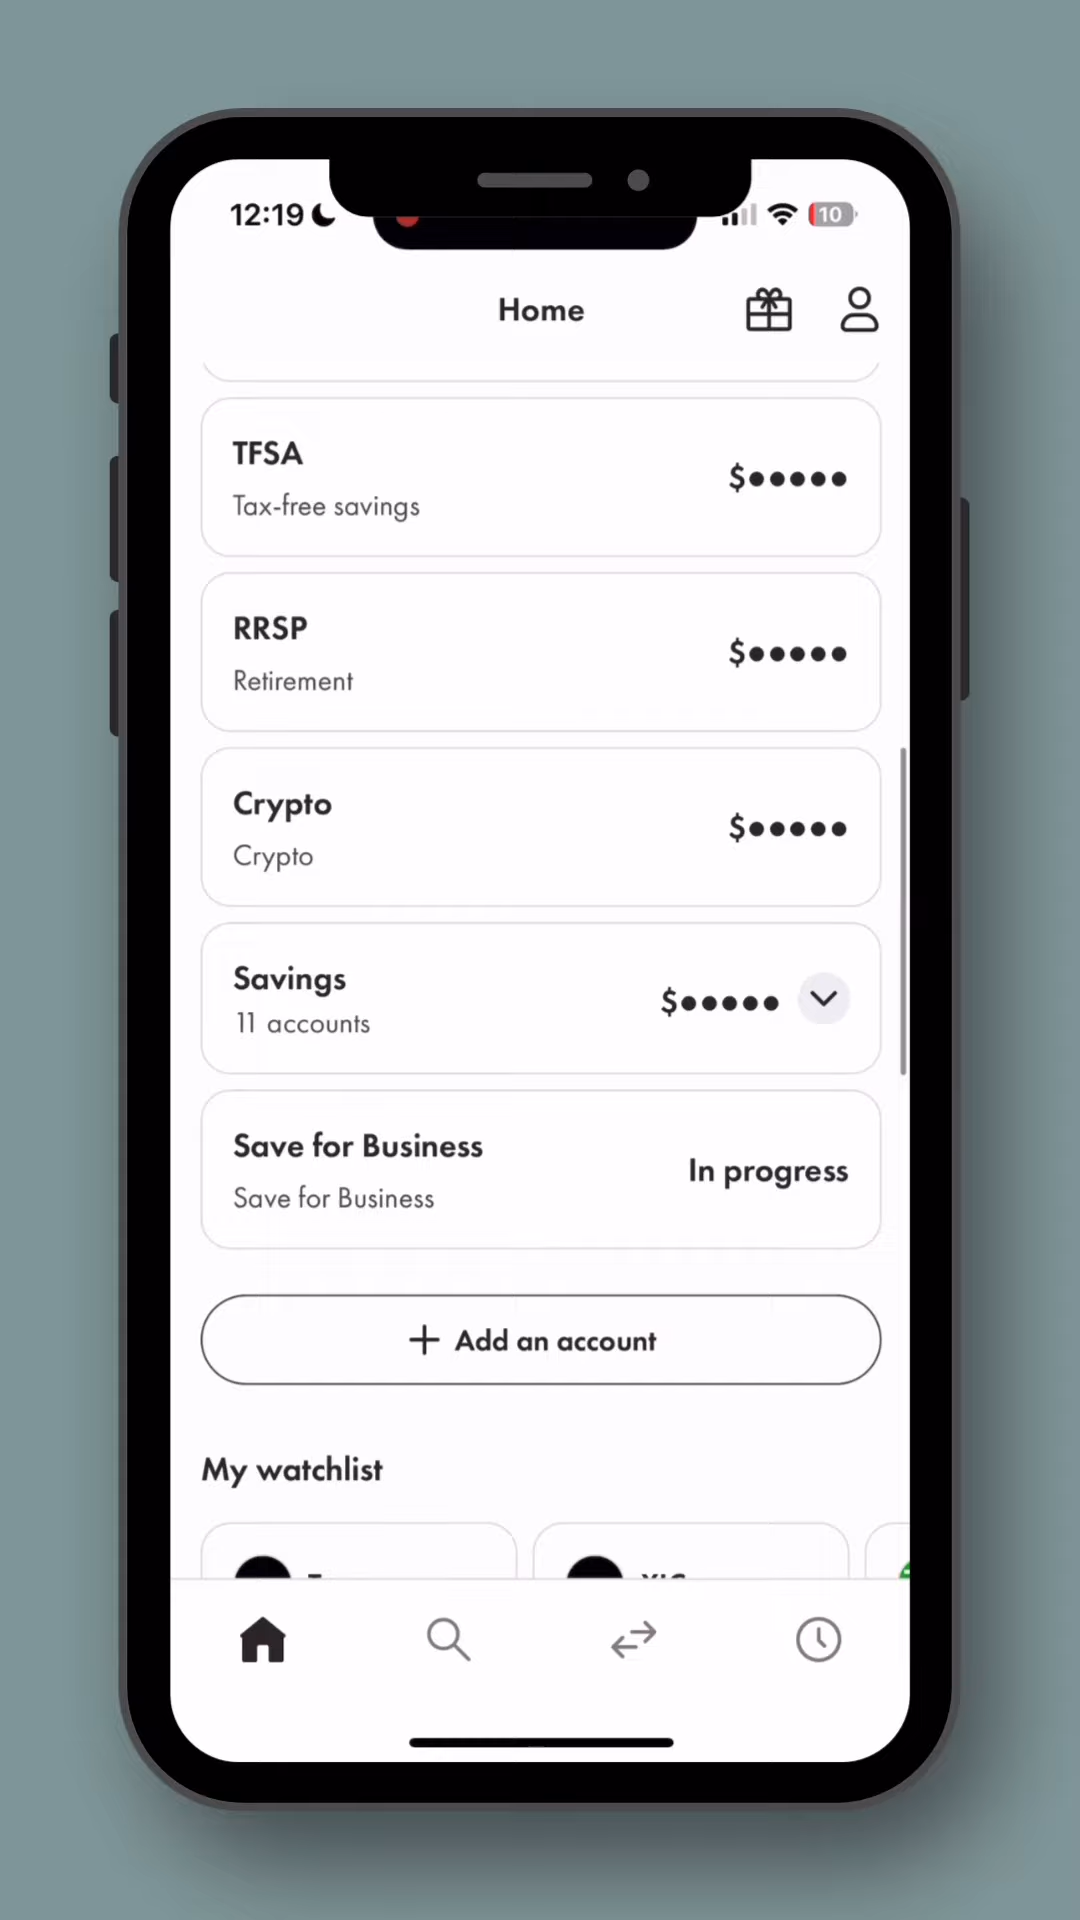 12:19
10
Home
TFSA
Tax-free savings
$●●●●●
RRSP
Retirement
$●●●●●
Crypto
Crypto
$●●●●●
Savings
11 accounts
$●●●●●
Save for Business
Save for Business
In progress
+ Add an account
My watchlist